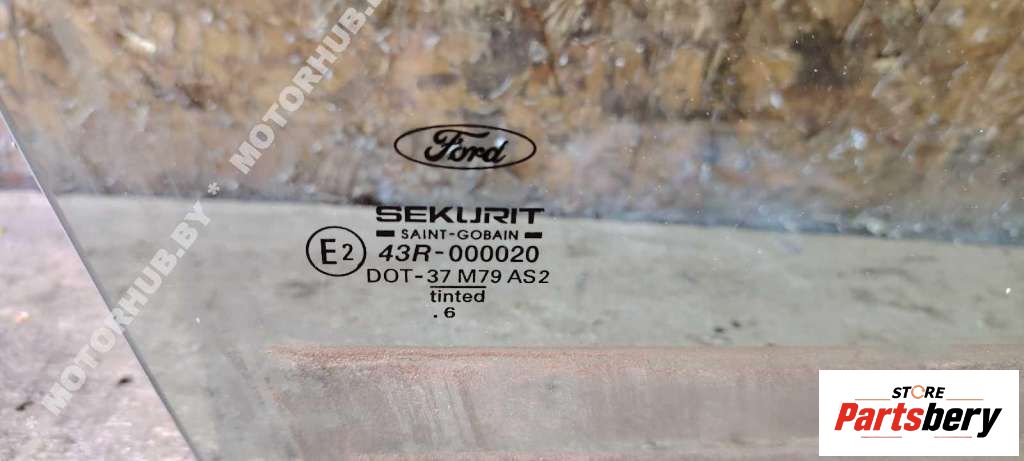 Ford
SEKURIT
SAINT-GOBAIN
E2 43R-000020
DOT-37 M79 AS2
tinted
.6
MOTORHUB.BY * MOTORHUB.BY
STORE
Partsbery